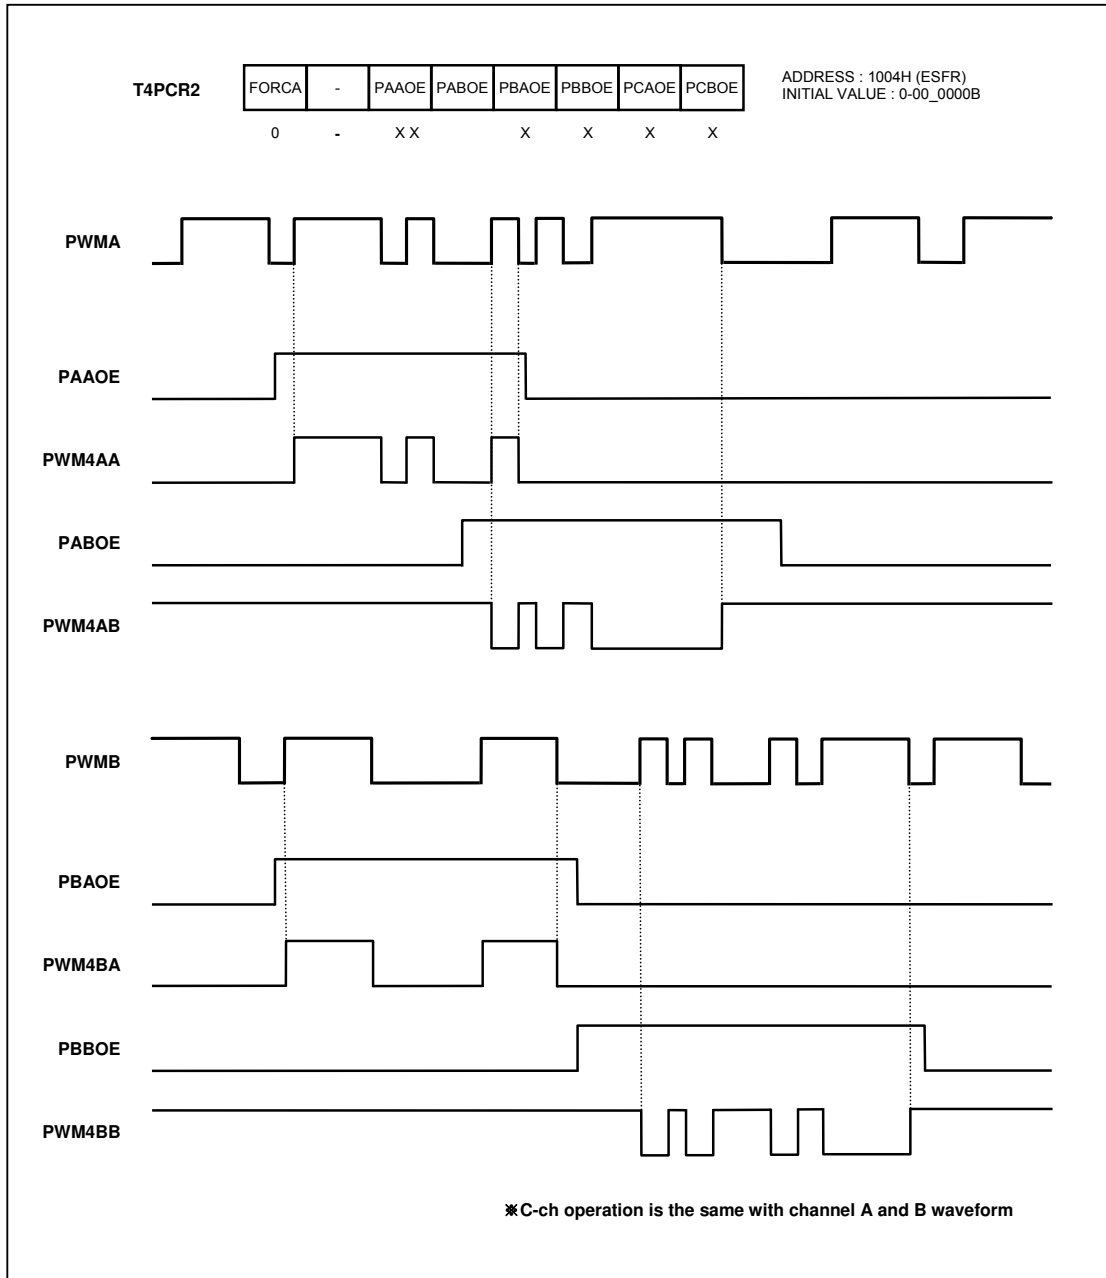 T4PCR2 FORCA - PAAOE PABOE PBAOE PBBOE PCAOE PCBOE ADDRESS : 1004H (ESFR)
INITIAL VALUE : 0-00_0000B
0 - X X X X X X
PWMA
PAAOE
PWM4AA
PABOE
PWM4AB
PWMB
PBAOE
PWM4BA
PBBOE
PWM4BB
※C-ch operation is the same with channel A and B waveform